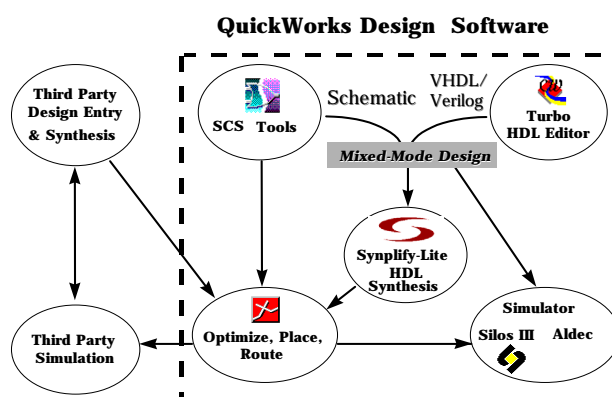 QuickWorks Design Software
Third Party
Design Entry
& Synthesis
SCS Tools
Schematic
VHDL/
Verilog
Turbo
HDL Editor
Mixed-Mode Design
Synplify-Lite
HDL
Synthesis
Third Party
Simulation
Optimize, Place,
Route
Simulator
Silos III Aldec